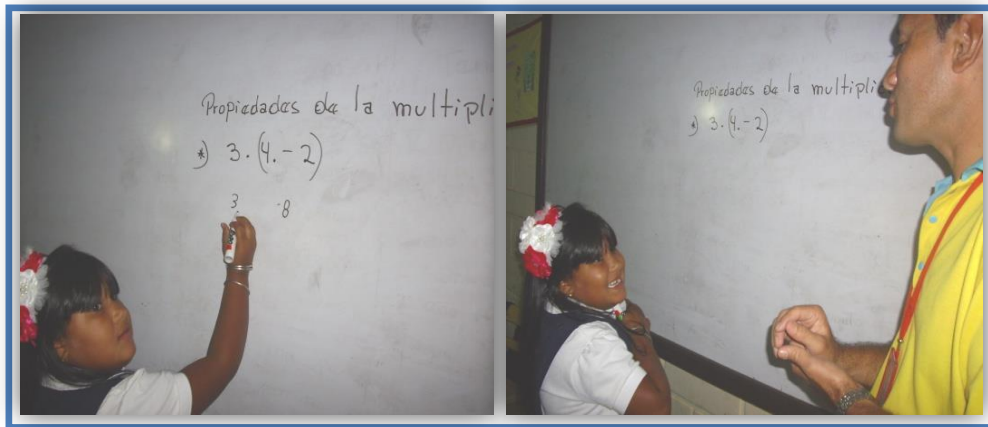 Propiedades de la multipli
*) 3 . (4 . - 2)
3 -8
Propiedades de la multipli
*) 3 . (4 . - 2)